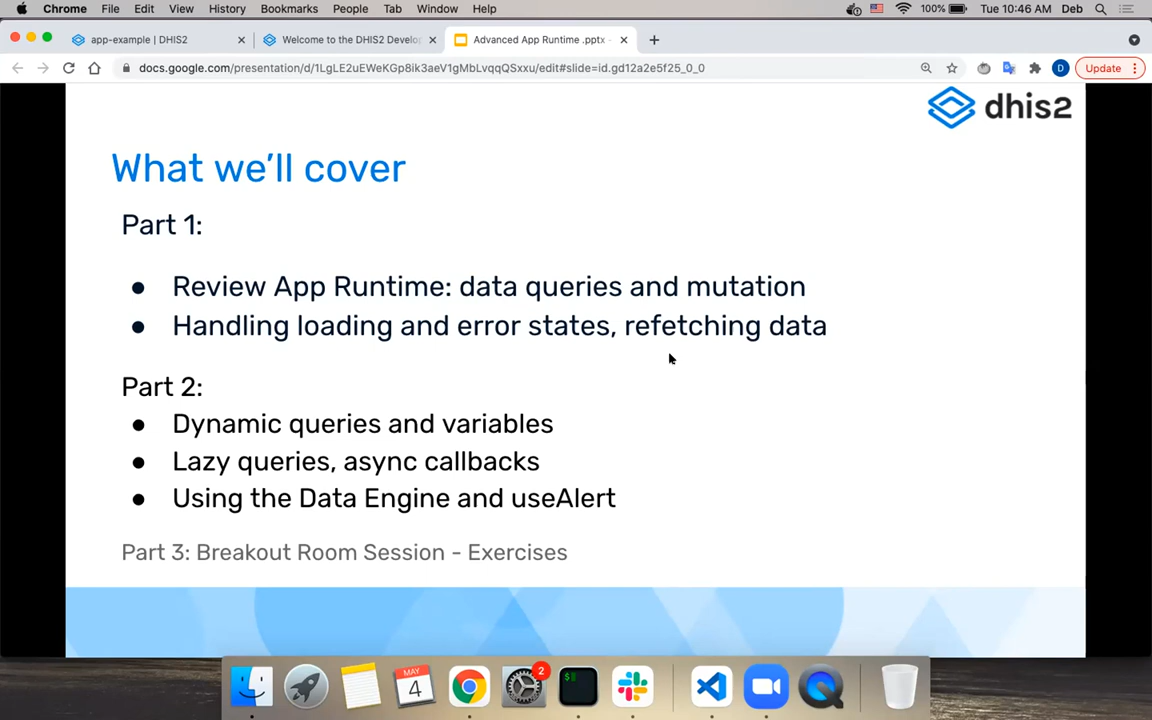 Chrome File Edit View History Bookmarks People Tab Window Help 100% Tue 10:46 AM Deb
app-example | DHIS2
Welcome to the DHIS2 Develo
Advanced App Runtime .pptx -
docs.google.com/presentation/d/1LgLE2uEWeKGp8ik3aeV1gMbLvqqQSxxu/edit#slide=id.gd12a2e5f25_0_0
D
Update
dhis2
What we'll cover
Part 1:
● Review App Runtime: data queries and mutation
● Handling loading and error states, refetching data
Part 2:
● Dynamic queries and variables
● Lazy queries, async callbacks
● Using the Data Engine and useAlert
Part 3: Breakout Room Session - Exercises
MAY
4
2
$